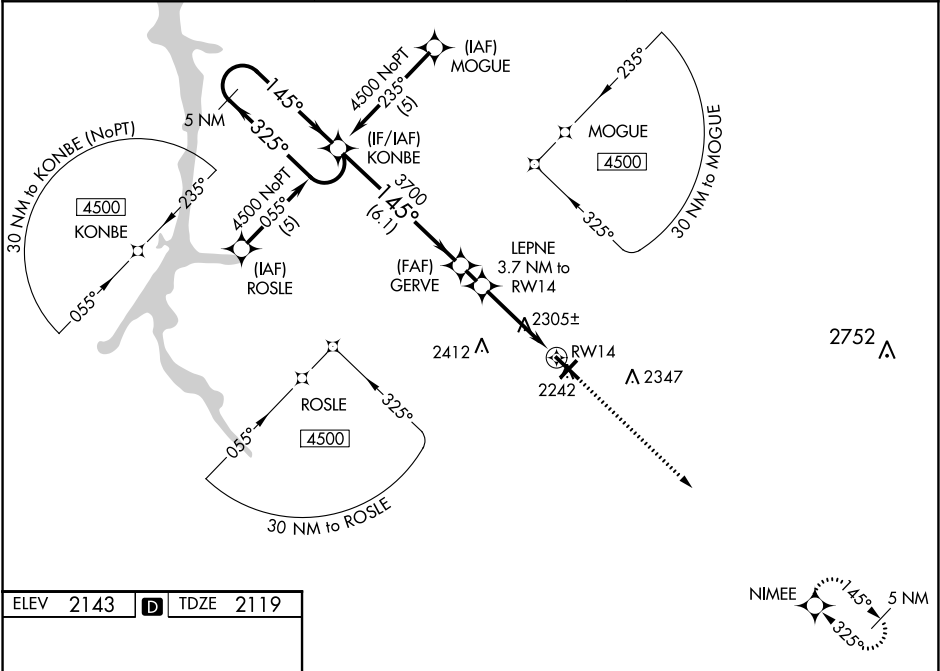 (IAF)
MOGUE
4500 NoPT
235°
(5)
145°
5 NM
325°
(IF/IAF)
KONBE
4500 NoPT
055°
(5)
(IAF)
ROSLE
3700
145°
(6.1)
30 NM to KONBE (NoPT)
4500
KONBE
235°
055°
235°
MOGUE
4500
325°
30 NM to MOGUE
(FAF)
GERVE
LEPNE
3.7 NM to
RW14
2305±
2412
RW14
2242
2347
2752
ROSLE
4500
055°
325°
30 NM to ROSLE
ELEV 2143 D TDZE 2119
NIMEE
145°
5 NM
325°